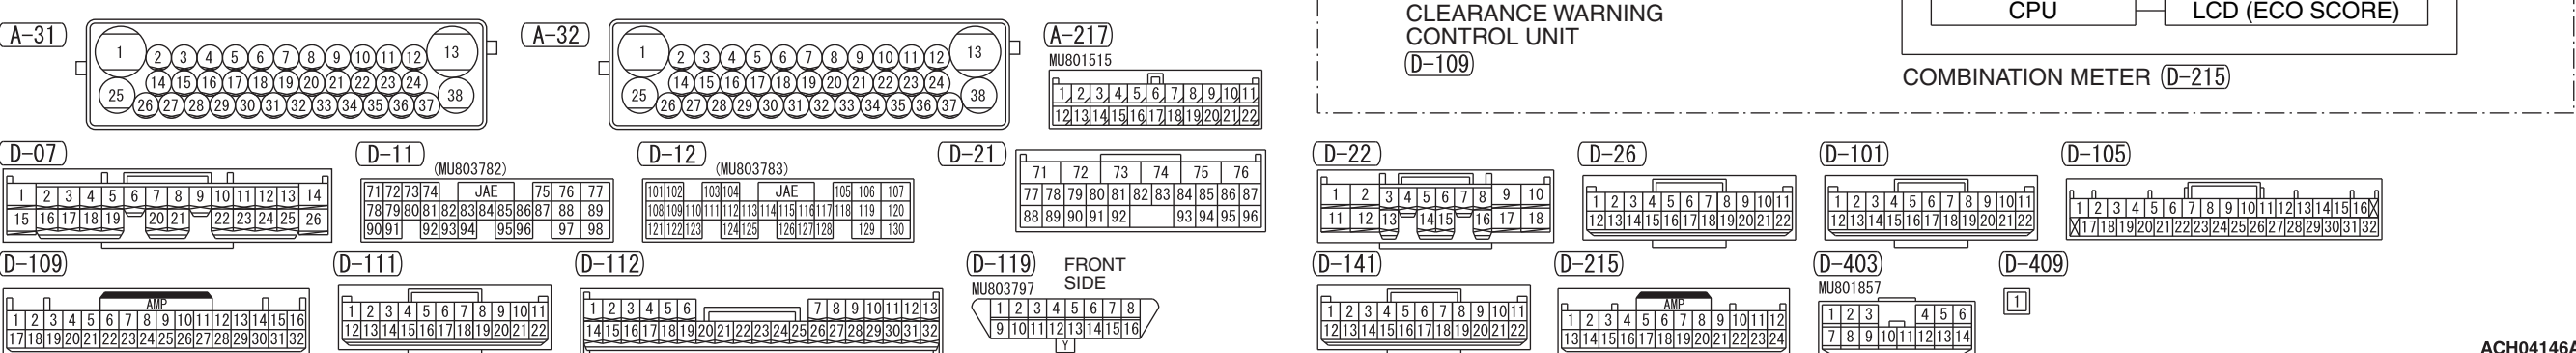 CLEARANCE WARNING
CONTROL UNIT
D-109
CPU
LCD (ECO SCORE)
COMBINATION METER D-215
A-31
1 2 3 4 5 6 7 8 9 10 11 12 13
14 15 16 17 18 19 20 21 22 23 24
25 26 27 28 29 30 31 32 33 34 35 36 37 38
A-32
1 2 3 4 5 6 7 8 9 10 11 12 13
14 15 16 17 18 19 20 21 22 23 24
25 26 27 28 29 30 31 32 33 34 35 36 37 38
A-217
MU801515
1 2 3 4 5 6 7 8 9 10 11
12 13 14 15 16 17 18 19 20 21 22
D-07
1 2 3 4 5 6 7 8 9 10 11 12 13 14
15 16 17 18 19 20 21 22 23 24 25 26
D-11
(MU803782)
71 72 73 74 JAE 75 76 77
78 79 80 81 82 83 84 85 86 87 88 89
90 91 92 93 94 95 96 97 98
D-12
(MU803783)
101 102 103 104 JAE 105 106 107
108 109 110 111 112 113 114 115 116 117 118 119 120
121 122 123 124 125 126 127 128 129 130
D-21
71 72 73 74 75 76
77 78 79 80 81 82 83 84 85 86 87
88 89 90 91 92 93 94 95 96
D-22
1 2 3 4 5 6 7 8 9 10
11 12 13 14 15 16 17 18
D-26
1 2 3 4 5 6 7 8 9 10 11
12 13 14 15 16 17 18 19 20 21 22
D-101
1 2 3 4 5 6 7 8 9 10 11
12 13 14 15 16 17 18 19 20 21 22
D-105
1 2 3 4 5 6 7 8 9 10 11 12 13 14 15 16
17 18 19 20 21 22 23 24 25 26 27 28 29 30 31 32
D-109
AMP
1 2 3 4 5 6 7 8 9 10 11 12 13 14 15 16
17 18 19 20 21 22 23 24 25 26 27 28 29 30 31 32
D-111
1 2 3 4 5 6 7 8 9 10 11
12 13 14 15 16 17 18 19 20 21 22
D-112
1 2 3 4 5 6 7 8 9 10 11 12 13
14 15 16 17 18 19 20 21 22 23 24 25 26 27 28 29 30 31 32
D-119
FRONT
SIDE
MU803797
1 2 3 4 5 6 7 8
9 10 11 12 13 14 15 16
Y
D-141
1 2 3 4 5 6 7 8 9 10 11
12 13 14 15 16 17 18 19 20 21 22
D-215
AMP
1 2 3 4 5 6 7 8 9 10 11 12
13 14 15 16 17 18 19 20 21 22 23 24
D-403
MU801857
1 2 3 4 5 6
7 8 9 10 11 12 13 14
D-409
1
ACH04146A